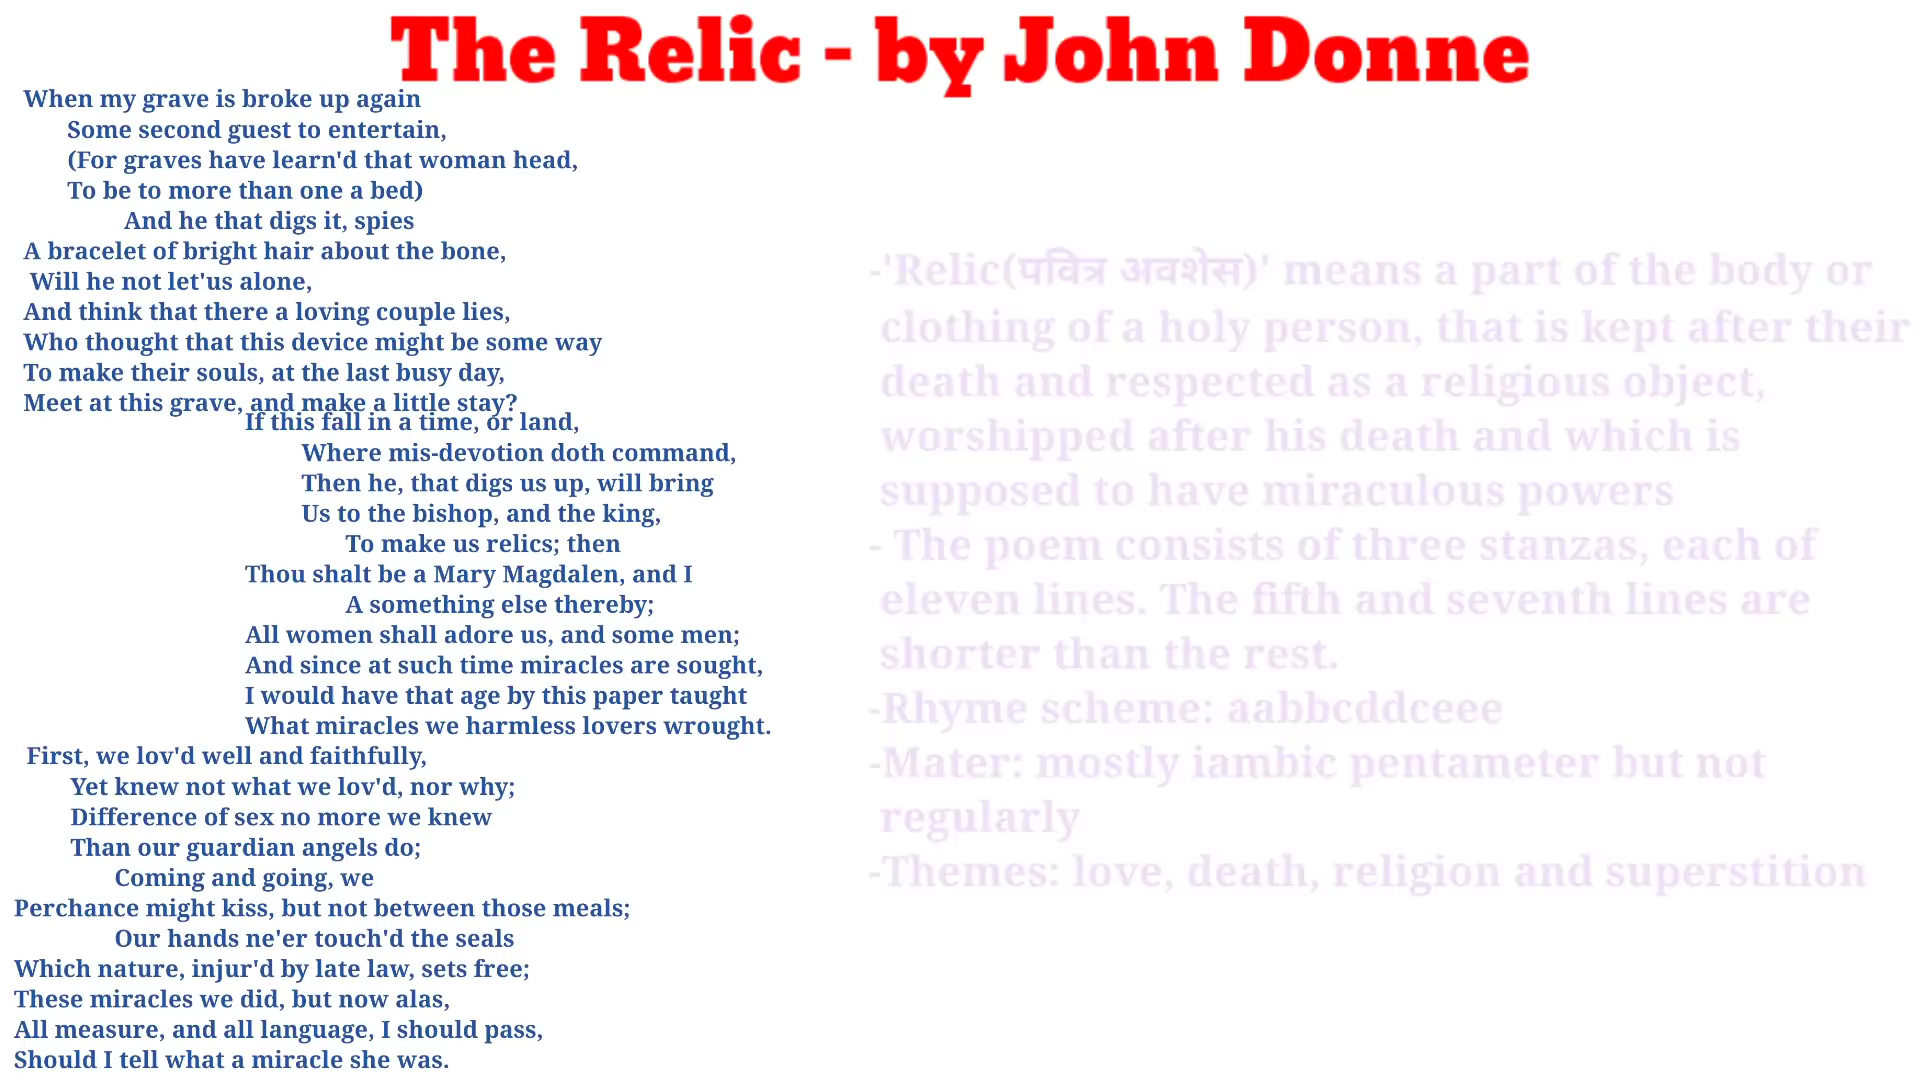 The Relic - by John Donne
When my grave is broke up again
Some second guest to entertain,
(For graves have learn'd that woman head,
To be to more than one a bed)
And he that digs it, spies
A bracelet of bright hair about the bone,
Will he not let'us alone,
And think that there a loving couple lies,
Who thought that this device might be some way
To make their souls, at the last busy day,
Meet at this grave, and make a little stay?
If this fall in a time, or land,
Where mis-devotion doth command,
Then he, that digs us up, will bring
Us to the bishop, and the king,
To make us relics; then
Thou shalt be a Mary Magdalen, and I
A something else thereby;
All women shall adore us, and some men;
And since at such time miracles are sought,
I would have that age by this paper taught
What miracles we harmless lovers wrought.
First, we lov'd well and faithfully,
Yet knew not what we lov'd, nor why;
Difference of sex no more we knew
Than our guardian angels do;
Coming and going, we
Perchance might kiss, but not between those meals;
Our hands ne'er touch'd the seals
Which nature, injur'd by late law, sets free;
These miracles we did, but now alas,
All measure, and all language, I should pass,
Should I tell what a miracle she was.
-'Relic(पवित्र अवशेस)' means a part of the body or
clothing of a holy person, that is kept after their
death and respected as a religious object,
worshipped after his death and which is
supposed to have miraculous powers
- The poem consists of three stanzas, each of
eleven lines. The fifth and seventh lines are
shorter than the rest.
-Rhyme scheme: aabbcddceee
-Mater: mostly iambic pentameter but not
regularly
-Themes: love, death, religion and superstition